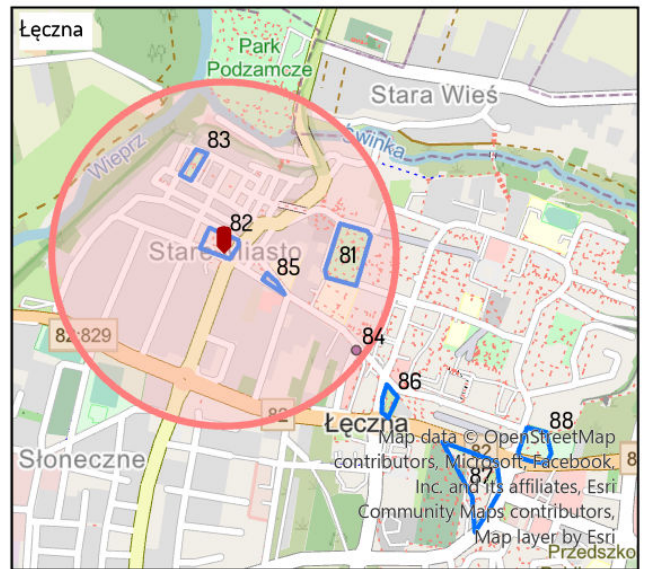 Łęczna
Park
Podzamcze
Stara Wieś
Wieprz
Świnka
83
82
Stare Miasto
81
85
82;829
84
86
82
Łęczna
88
82
8
Słoneczne
87
Map data © OpenStreetMap
contributors, Microsoft, Facebook,
Inc. and its affiliates, Esri
Community Maps contributors,
Map layer by Esri
Przedszko